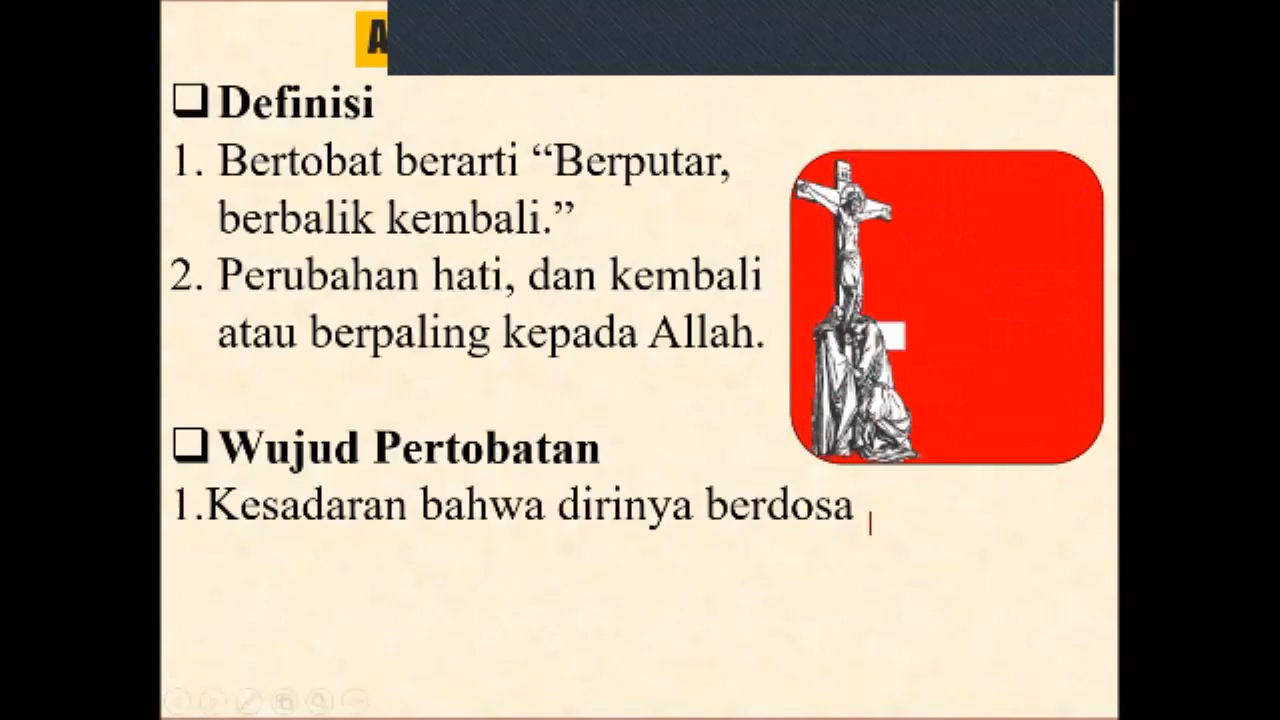 Definisi
1. Bertobat berarti “Berputar,
berbalik kembali.”
2. Perubahan hati, dan kembali
atau berpaling kepada Allah.
Wujud Pertobatan
1.Kesadaran bahwa dirinya berdosa